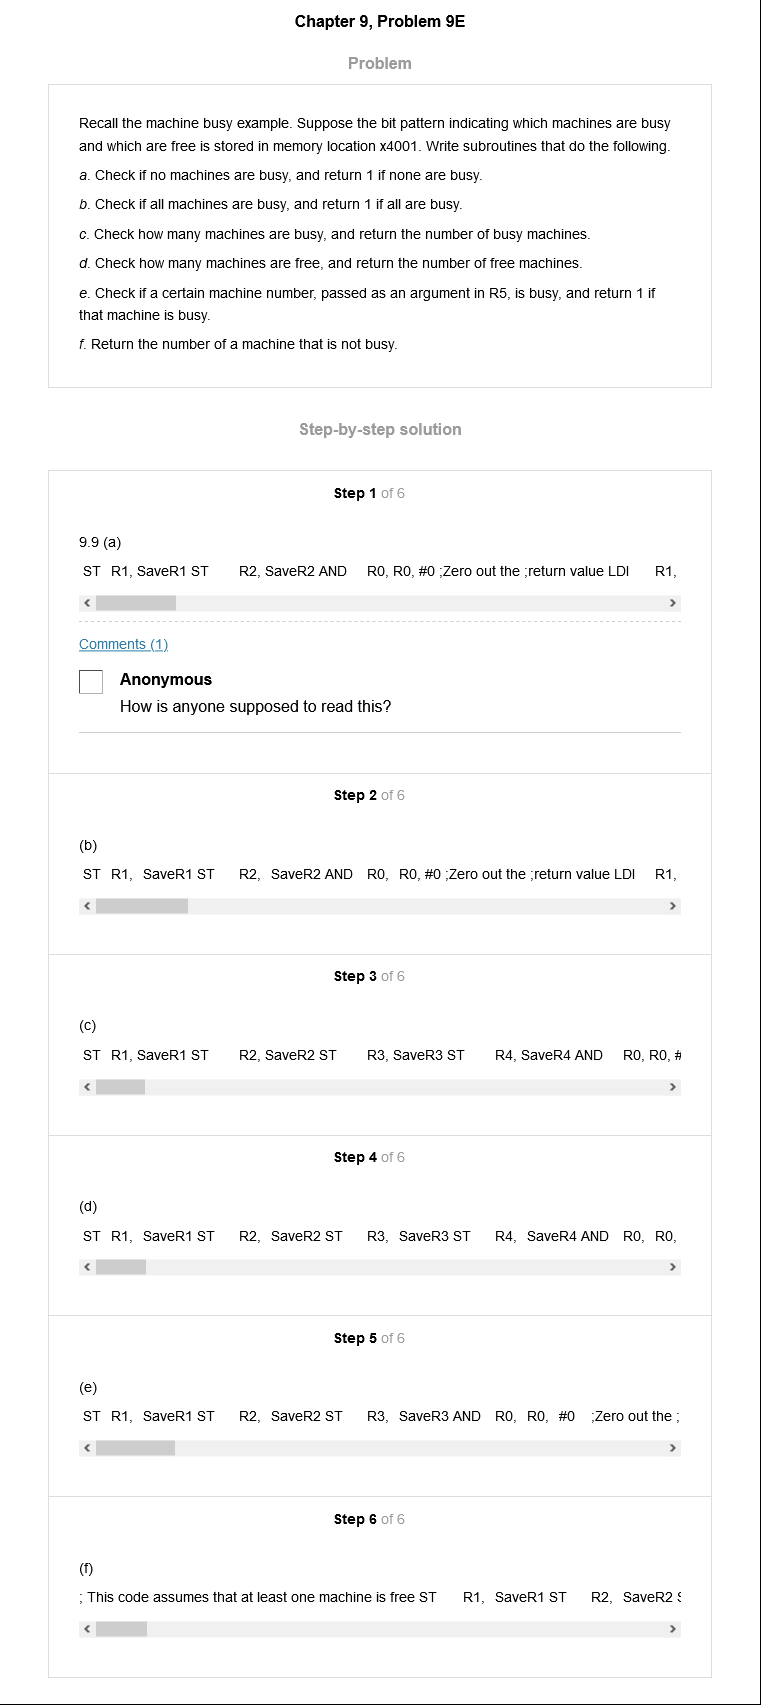 Chapter 9, Problem 9E
Problem
Recall the machine busy example. Suppose the bit pattern indicating which machines are busy
and which are free is stored in memory location x4001. Write subroutines that do the following.
a. Check if no machines are busy, and return 1 if none are busy.
b. Check if all machines are busy, and return 1 if all are busy.
c. Check how many machines are busy, and return the number of busy machines.
d. Check how many machines are free, and return the number of free machines.
e. Check if a certain machine number, passed as an argument in R5, is busy, and return 1 if
that machine is busy.
f. Return the number of a machine that is not busy.
Step-by-step solution
Step 1 of 6
9.9 (a)
ST R1, SaveR1 ST R2, SaveR2 AND R0, R0, #0 ;Zero out the ;return value LDI R1,
Comments (1)
Anonymous
How is anyone supposed to read this?
Step 2 of 6
(b)
ST R1, SaveR1 ST R2, SaveR2 AND R0, R0, #0 ;Zero out the ;return value LDI R1,
Step 3 of 6
(c)
ST R1, SaveR1 ST R2, SaveR2 ST R3, SaveR3 ST R4, SaveR4 AND R0, R0, #
Step 4 of 6
(d)
ST R1, SaveR1 ST R2, SaveR2 ST R3, SaveR3 ST R4, SaveR4 AND R0, R0,
Step 5 of 6
(e)
ST R1, SaveR1 ST R2, SaveR2 ST R3, SaveR3 AND R0, R0, #0 ;Zero out the ;
Step 6 of 6
(f)
; This code assumes that at least one machine is free ST R1, SaveR1 ST R2, SaveR2